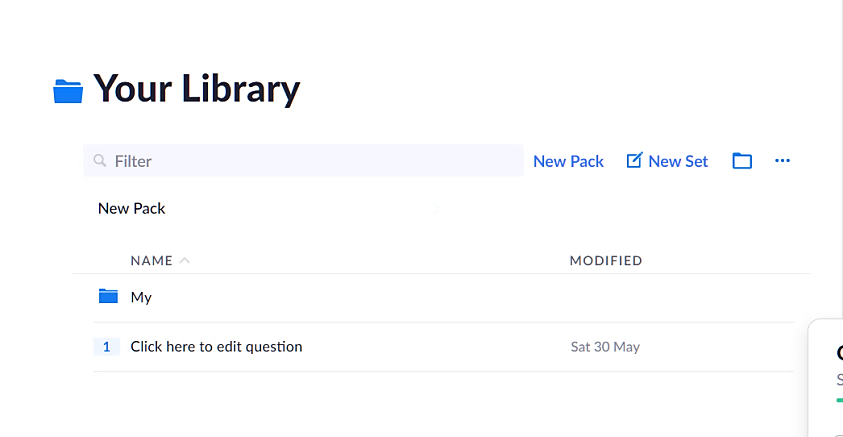 Your Library
Filter New Pack New Set
New Pack
NAME MODIFIED
My
1 Click here to edit question Sat 30 May